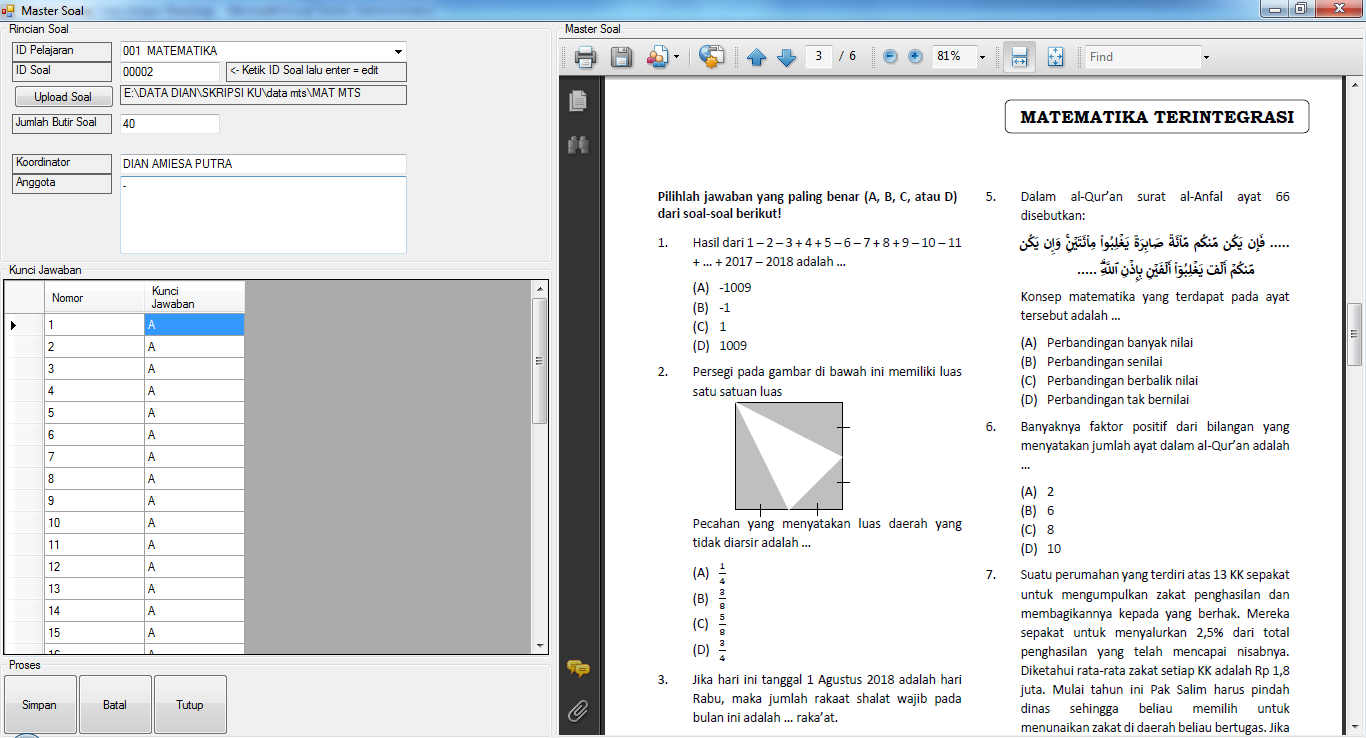 Master Soal
Rincian Soal
ID Pelajaran
001 MATEMATIKA
ID Soal
00002
<- Ketik ID Soal lalu enter = edit
Upload Soal
E:\DATA DIAN\SKRIPSI KU\data mts\MAT MTS
Jumlah Butir Soal
40
Koordinator
DIAN AMIESA PUTRA
Anggota
-
Kunci Jawaban
Nomor
Kunci
Jawaban
1 A
2 A
3 A
4 A
5 A
6 A
7 A
8 A
9 A
10 A
11 A
12 A
13 A
14 A
15 A
16 A
Proses
Simpan
Batal
Tutup
Master Soal
3 / 6
81%
Find
MATEMATIKA TERINTEGRASI
Pilihlah jawaban yang paling benar (A, B, C, atau D)
dari soal-soal berikut!
1. Hasil dari 1 – 2 – 3 + 4 + 5 – 6 – 7 + 8 + 9 – 10 – 11
+ ... + 2017 – 2018 adalah ...
(A) -1009
(B) -1
(C) 1
(D) 1009
2. Persegi pada gambar di bawah ini memiliki luas
satu satuan luas
Pecahan yang menyatakan luas daerah yang
tidak diarsir adalah ...
(A) 1/4
(B) 3/8
(C) 5/8
(D) 3/4
3. Jika hari ini tanggal 1 Agustus 2018 adalah hari
Rabu, maka jumlah rakaat shalat wajib pada
bulan ini adalah ... raka’at.
5. Dalam al-Qur’an surat al-Anfal ayat 66
disebutkan:
..... فَإِن يَكُن مِّنكُم مِّاْئَةٌ صَابِرَةٌ يَغْلِبُواْ مِاْئَتَيْنِۚ وَإِن يَكُن
مِّنكُمْ أَلْفٌ يَغْلِبُوٓاْ أَلْفَيْنِ بِإِذْنِ ٱللَّهِۗ .....
Konsep matematika yang terdapat pada ayat
tersebut adalah ...
(A) Perbandingan banyak nilai
(B) Perbandingan senilai
(C) Perbandingan berbalik nilai
(D) Perbandingan tak bernilai
6. Banyaknya faktor positif dari bilangan yang
menyatakan jumlah ayat dalam al-Qur’an adalah
...
(A) 2
(B) 6
(C) 8
(D) 10
7. Suatu perumahan yang terdiri atas 13 KK sepakat
untuk mengumpulkan zakat penghasilan dan
membagikannya kepada yang berhak. Mereka
sepakat untuk menyalurkan 2,5% dari total
penghasilan yang telah mencapai nisabnya.
Diketahui rata-rata zakat setiap KK adalah Rp 1,8
juta. Mulai tahun ini Pak Salim harus pindah
dinas sehingga beliau memilih untuk
menunaikan zakat di daerah beliau bertugas. Jika